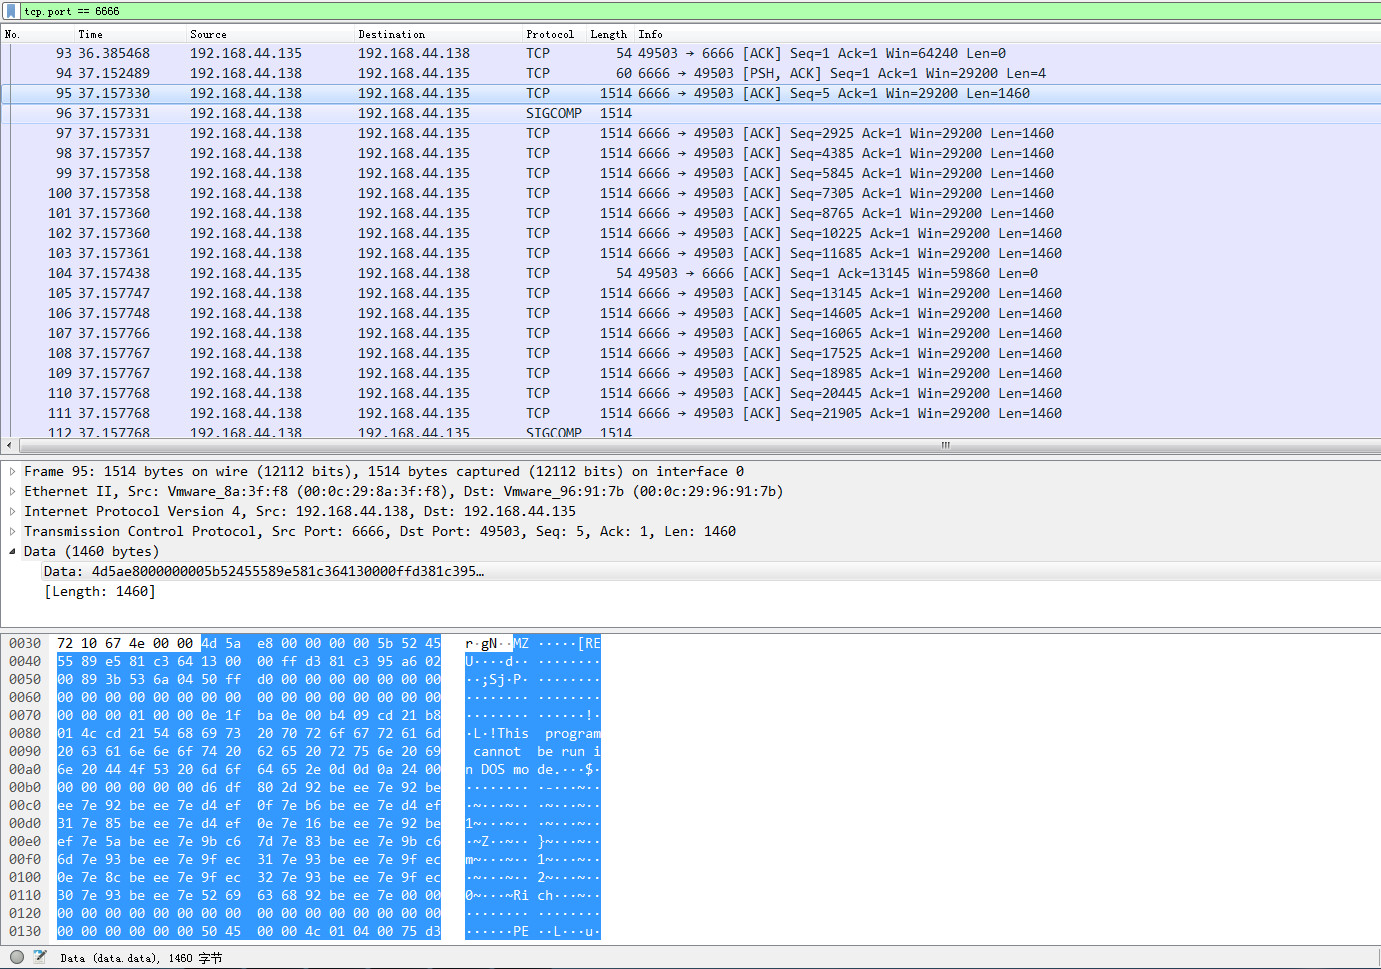 tcp.port == 6666
No. Time Source Destination Protocol Length Info
93 36.385468 192.168.44.135 192.168.44.138 TCP 54 49503 → 6666 [ACK] Seq=1 Ack=1 Win=64240 Len=0
94 37.152489 192.168.44.138 192.168.44.135 TCP 60 6666 → 49503 [PSH, ACK] Seq=1 Ack=1 Win=29200 Len=4
95 37.157330 192.168.44.138 192.168.44.135 TCP 1514 6666 → 49503 [ACK] Seq=5 Ack=1 Win=29200 Len=1460
96 37.157331 192.168.44.138 192.168.44.135 SIGCOMP 1514
97 37.157331 192.168.44.138 192.168.44.135 TCP 1514 6666 → 49503 [ACK] Seq=2925 Ack=1 Win=29200 Len=1460
98 37.157357 192.168.44.138 192.168.44.135 TCP 1514 6666 → 49503 [ACK] Seq=4385 Ack=1 Win=29200 Len=1460
99 37.157358 192.168.44.138 192.168.44.135 TCP 1514 6666 → 49503 [ACK] Seq=5845 Ack=1 Win=29200 Len=1460
100 37.157358 192.168.44.138 192.168.44.135 TCP 1514 6666 → 49503 [ACK] Seq=7305 Ack=1 Win=29200 Len=1460
101 37.157360 192.168.44.138 192.168.44.135 TCP 1514 6666 → 49503 [ACK] Seq=8765 Ack=1 Win=29200 Len=1460
102 37.157360 192.168.44.138 192.168.44.135 TCP 1514 6666 → 49503 [ACK] Seq=10225 Ack=1 Win=29200 Len=1460
103 37.157361 192.168.44.138 192.168.44.135 TCP 1514 6666 → 49503 [ACK] Seq=11685 Ack=1 Win=29200 Len=1460
104 37.157438 192.168.44.135 192.168.44.138 TCP 54 49503 → 6666 [ACK] Seq=1 Ack=13145 Win=59860 Len=0
105 37.157747 192.168.44.138 192.168.44.135 TCP 1514 6666 → 49503 [ACK] Seq=13145 Ack=1 Win=29200 Len=1460
106 37.157748 192.168.44.138 192.168.44.135 TCP 1514 6666 → 49503 [ACK] Seq=14605 Ack=1 Win=29200 Len=1460
107 37.157766 192.168.44.138 192.168.44.135 TCP 1514 6666 → 49503 [ACK] Seq=16065 Ack=1 Win=29200 Len=1460
108 37.157767 192.168.44.138 192.168.44.135 TCP 1514 6666 → 49503 [ACK] Seq=17525 Ack=1 Win=29200 Len=1460
109 37.157767 192.168.44.138 192.168.44.135 TCP 1514 6666 → 49503 [ACK] Seq=18985 Ack=1 Win=29200 Len=1460
110 37.157768 192.168.44.138 192.168.44.135 TCP 1514 6666 → 49503 [ACK] Seq=20445 Ack=1 Win=29200 Len=1460
111 37.157768 192.168.44.138 192.168.44.135 TCP 1514 6666 → 49503 [ACK] Seq=21905 Ack=1 Win=29200 Len=1460
112 37.157768 192.168.44.138 192.168.44.135 SIGCOMP 1514
Frame 95: 1514 bytes on wire (12112 bits), 1514 bytes captured (12112 bits) on interface 0
Ethernet II, Src: Vmware_8a:3f:f8 (00:0c:29:8a:3f:f8), Dst: Vmware_96:91:7b (00:0c:29:96:91:7b)
Internet Protocol Version 4, Src: 192.168.44.138, Dst: 192.168.44.135
Transmission Control Protocol, Src Port: 6666, Dst Port: 49503, Seq: 5, Ack: 1, Len: 1460
Data (1460 bytes)
Data: 4d5ae8000000005b52455589e581c364130000ffd381c395…
[Length: 1460]
0030 72 10 67 4e 00 00 4d 5a e8 00 00 00 00 5b 52 45 r·gN··MZ ·····[RE
0040 55 89 e5 81 c3 64 13 00 00 ff d3 81 c3 95 a6 02 U····d·· ········
0050 00 89 3b 53 6a 04 50 ff d0 00 00 00 00 00 00 00 ··;Sj·P· ········
0060 00 00 00 00 00 00 00 00 00 00 00 00 00 00 00 00 ········ ········
0070 00 00 00 01 00 00 0e 1f ba 0e 00 b4 09 cd 21 b8 ········ ······!·
0080 01 4c cd 21 54 68 69 73 20 70 72 6f 67 72 61 6d ·L·!This program
0090 20 63 61 6e 6e 6f 74 20 62 65 20 72 75 6e 20 69 cannot be run i
00a0 6e 20 44 4f 53 20 6d 6f 64 65 2e 0d 0d 0a 24 00 n DOS mo de.···$·
00b0 00 00 00 00 00 00 d6 df 80 2d 92 be ee 7e 92 be ········ ·-···~··
00c0 ee 7e 92 be ee 7e d4 ef 0f 7e b6 be ee 7e d4 ef ·~···~·· ·~···~··
00d0 31 7e 85 be ee 7e d4 ef 0e 7e 16 be ee 7e 92 be 1~···~·· ·~···~··
00e0 ef 7e 5a be ee 7e 9b c6 7d 7e 83 be ee 7e 9b c6 ·~Z··~·· }~···~··
00f0 6d 7e 93 be ee 7e 9f ec 31 7e 93 be ee 7e 9f ec m~···~·· 1~···~··
0100 0e 7e 8c be ee 7e 9f ec 32 7e 93 be ee 7e 9f ec ·~···~·· 2~···~··
0110 30 7e 93 be ee 7e 52 69 63 68 92 be ee 7e 00 00 0~···~Ri ch···~··
0120 00 00 00 00 00 00 00 00 00 00 00 00 00 00 00 00 ········ ········
0130 00 00 00 00 00 00 50 45 00 00 4c 01 04 00 75 d3 ······PE ··L···u·
Data (data.data), 1460 字节